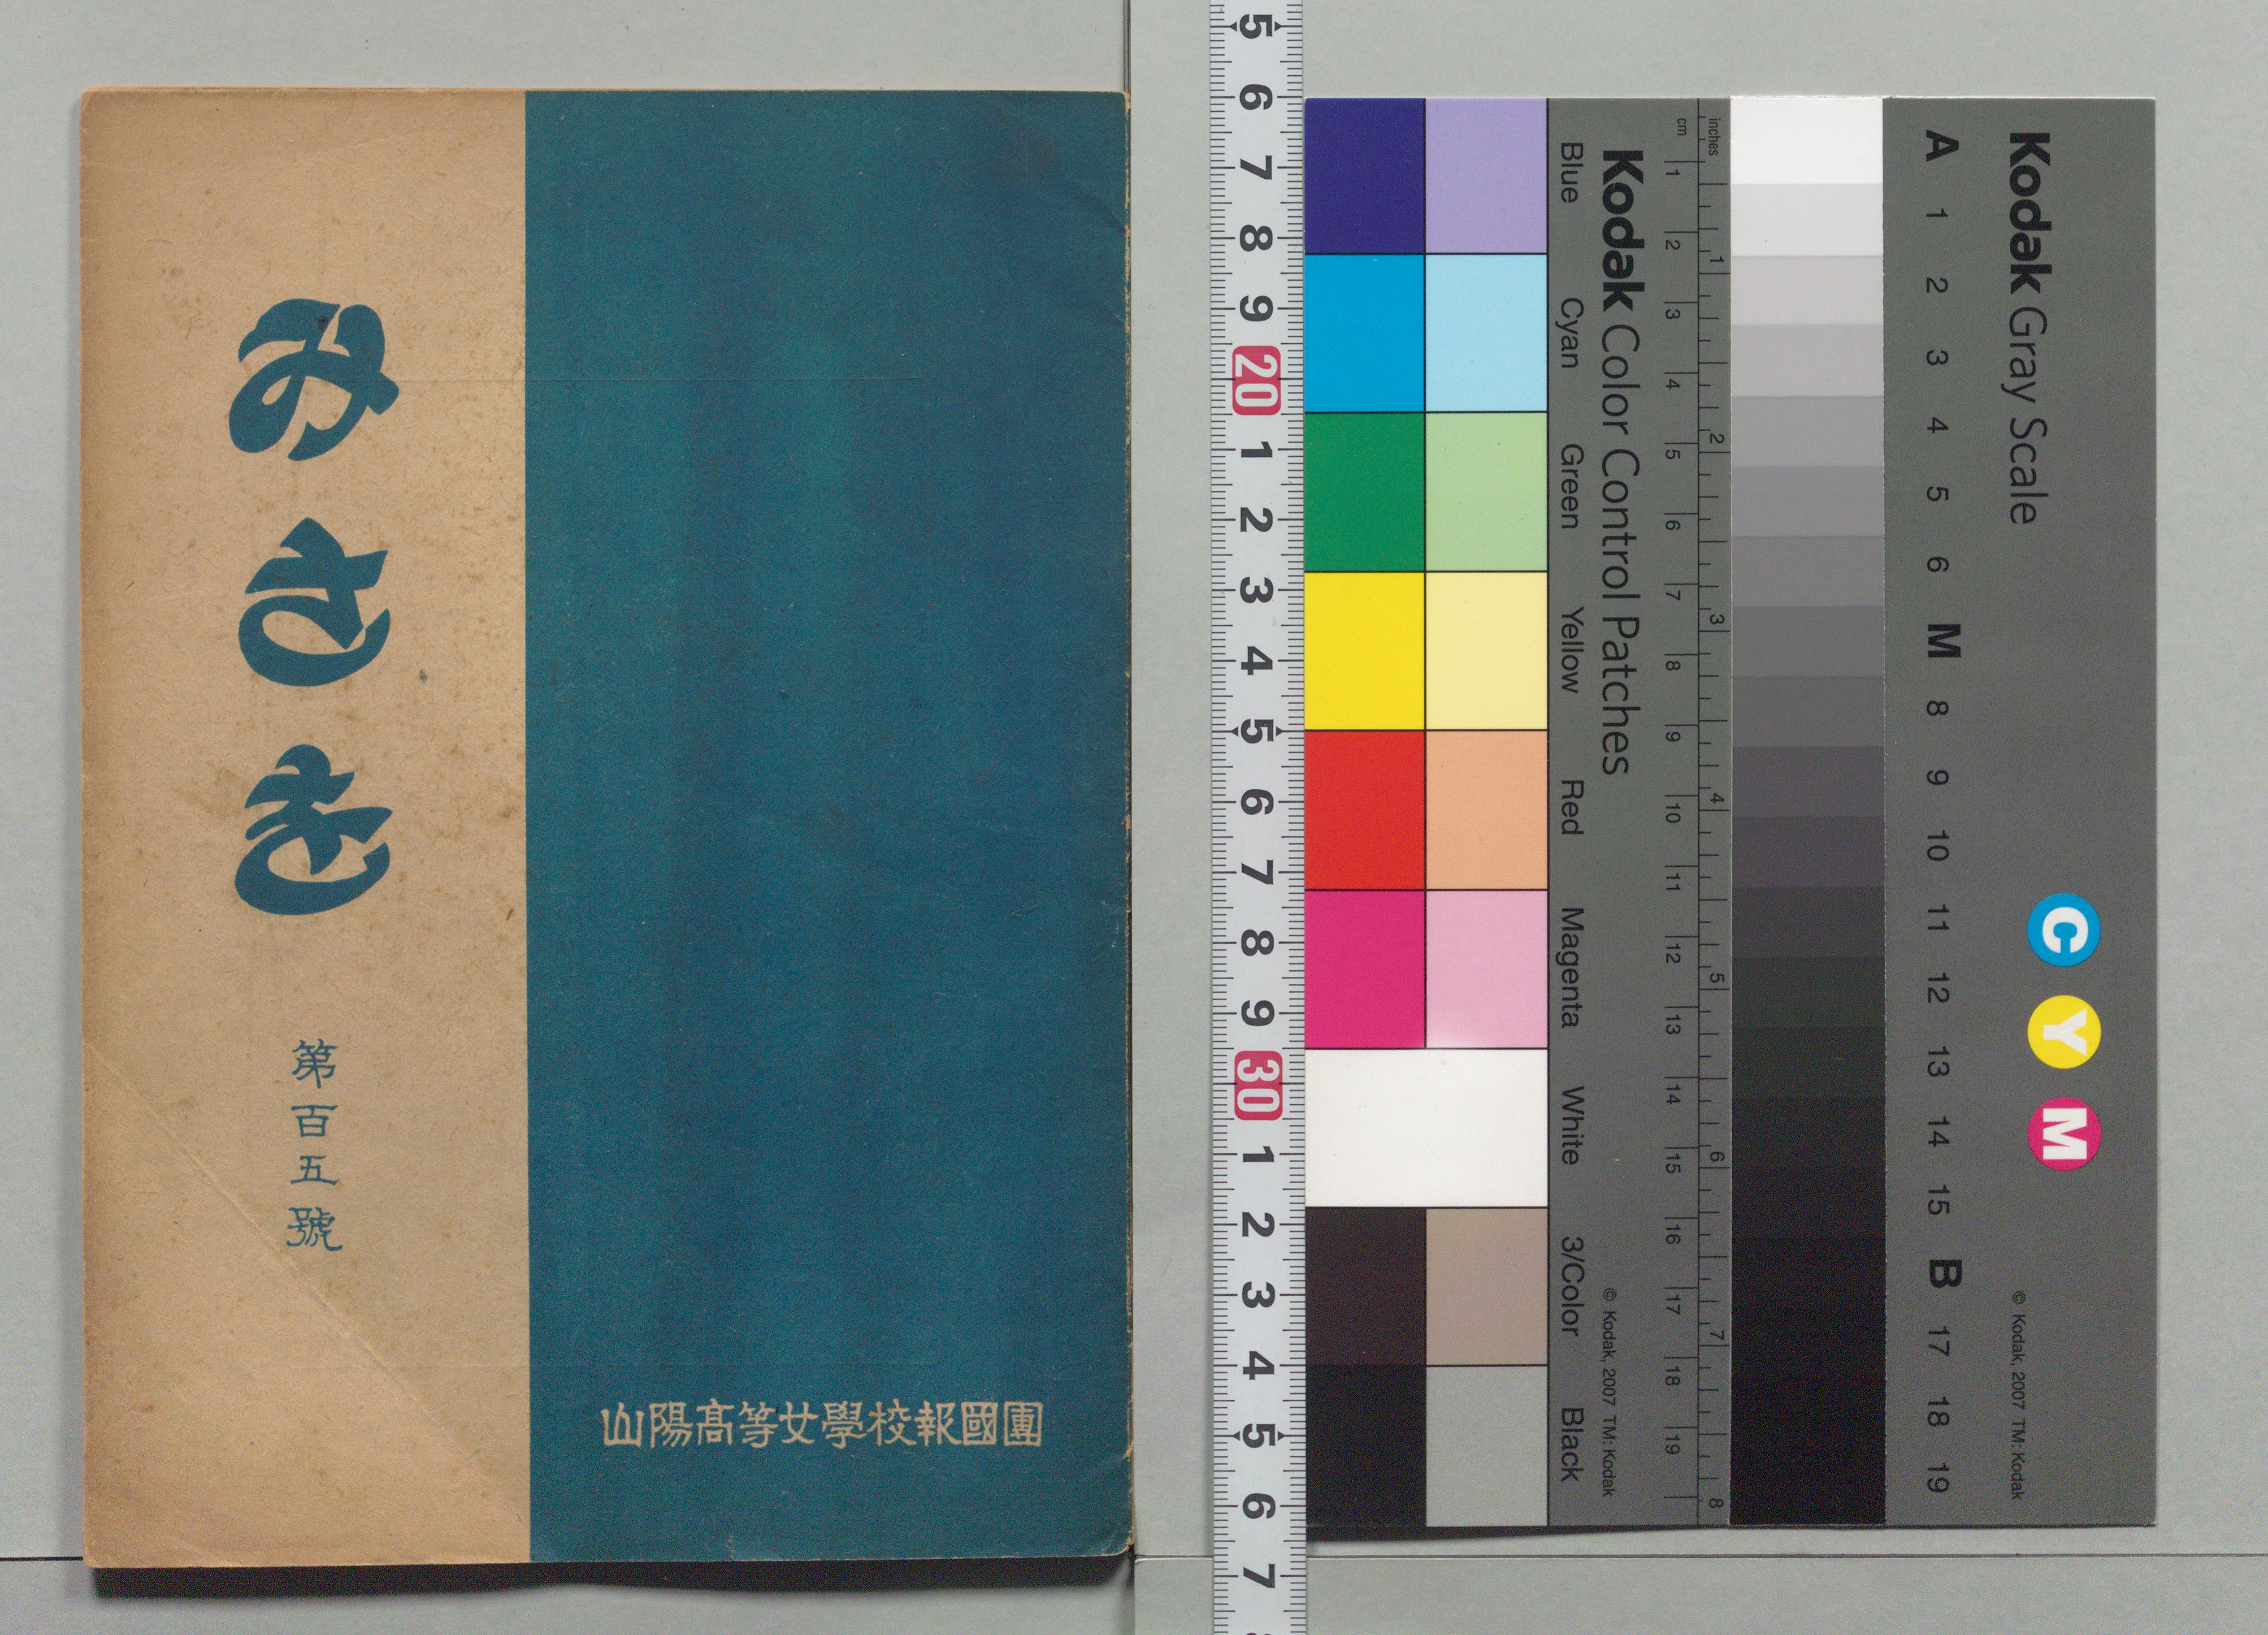 みさを
第百五號
山陽高等女學校報國團
5
6
7
8
9
20
1
2
3
4
5
6
7
8
9
30
1
2
3
4
5
6
7
Blue
Cyan
Green
Yellow
Red
Magenta
White
3/Color
Black
Kodak Color Control Patches
© Kodak, 2007 TM: Kodak
cm 1 2 3 4 5 6 7 8 9 10 11 12 13 14 15 16 17 18 19
inches 1 2 3 4 5 6 7 8
A 1 2 3 4 5 6 M 8 9 10 11 12 13 14 15 B 17 18 19
Kodak Gray Scale
© Kodak, 2007 TM: Kodak
C Y M